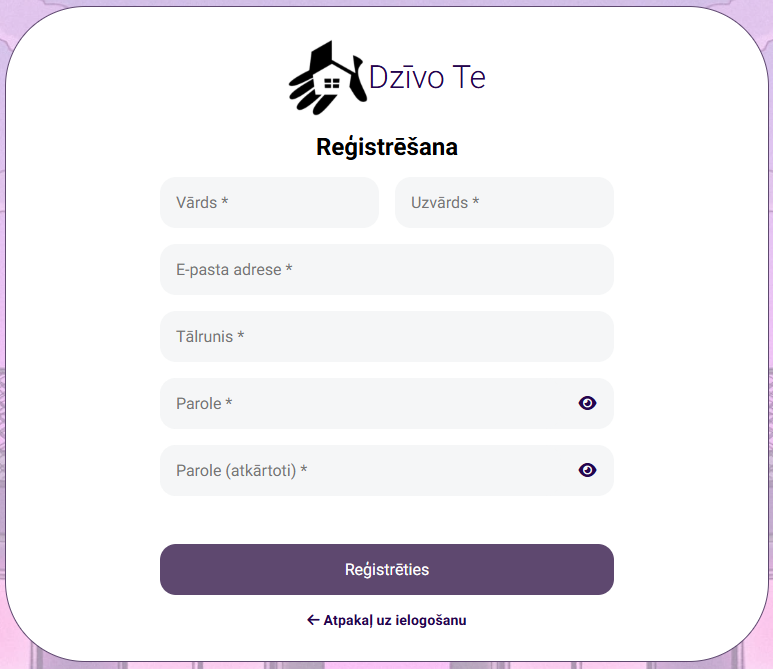 Dzīvo Te
Reģistrēšana
Vārds * Uzvārds *
E-pasta adrese *
Tālrunis *
Parole *
Parole (atkārtoti) *
Reģistrēties
← Atpakaļ uz ielogošanu